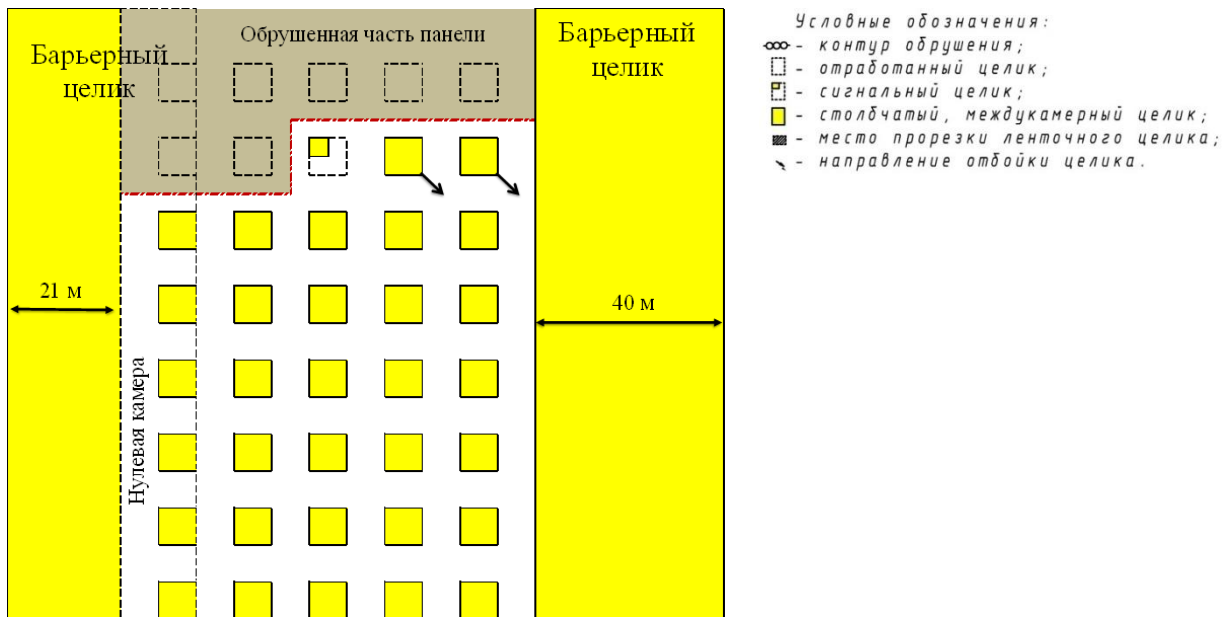 Барьерный
целик
Обрушенная часть панели
Барьерный
целик
21 м
40 м
Нулевая камера
Условные обозначения:
- контур обрушения;
- отработанный целик;
- сигнальный целик;
- столбчатый, междукамерный целик;
- место прорезки ленточного целика;
- направление отбойки целика.